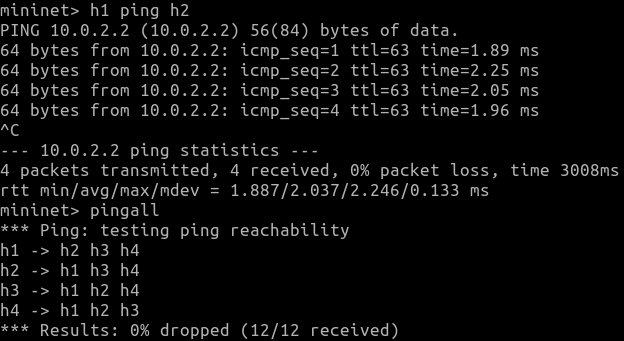 mininet> h1 ping h2
PING 10.0.2.2 (10.0.2.2) 56(84) bytes of data.
64 bytes from 10.0.2.2: icmp_seq=1 ttl=63 time=1.89 ms
64 bytes from 10.0.2.2: icmp_seq=2 ttl=63 time=2.25 ms
64 bytes from 10.0.2.2: icmp_seq=3 ttl=63 time=2.05 ms
64 bytes from 10.0.2.2: icmp_seq=4 ttl=63 time=1.96 ms
^C
--- 10.0.2.2 ping statistics ---
4 packets transmitted, 4 received, 0% packet loss, time 3008ms
rtt min/avg/max/mdev = 1.887/2.037/2.246/0.133 ms
mininet> pingall
*** Ping: testing ping reachability
h1 -> h2 h3 h4
h2 -> h1 h3 h4
h3 -> h1 h2 h4
h4 -> h1 h2 h3
*** Results: 0% dropped (12/12 received)